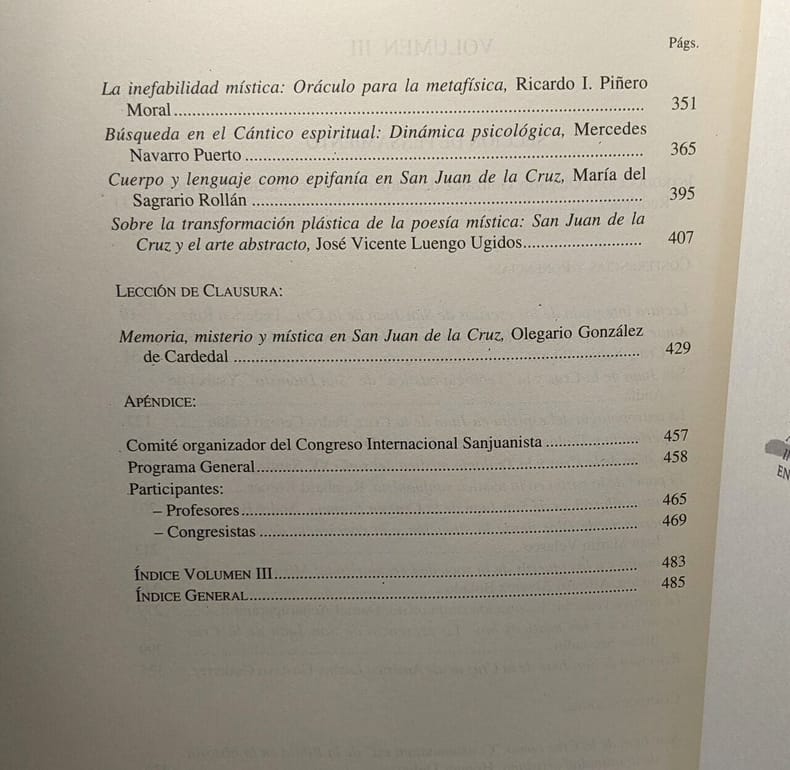 Págs.
La inefabilidad mística: Oráculo para la metafísica, Ricardo I. Piñero
Moral ........ 351
Búsqueda en el Cántico espiritual: Dinámica psicológica, Mercedes
Navarro Puerto ........ 365
Cuerpo y lenguaje como epifanía en San Juan de la Cruz, María del
Sagrario Rollán ........ 395
Sobre la transformación plástica de la poesía mística: San Juan de la
Cruz y el arte abstracto, José Vicente Luengo Ugidos ........ 407
LECCIÓN DE CLAUSURA:
Memoria, misterio y mística en San Juan de la Cruz, Olegario González
de Cardedal ........ 429
APÉNDICE:
Comité organizador del Congreso Internacional Sanjuanista ........ 457
Programa General ........ 458
Participantes:
– Profesores ........ 465
– Congresistas ........ 469
ÍNDICE VOLUMEN III ........ 483
ÍNDICE GENERAL ........ 485